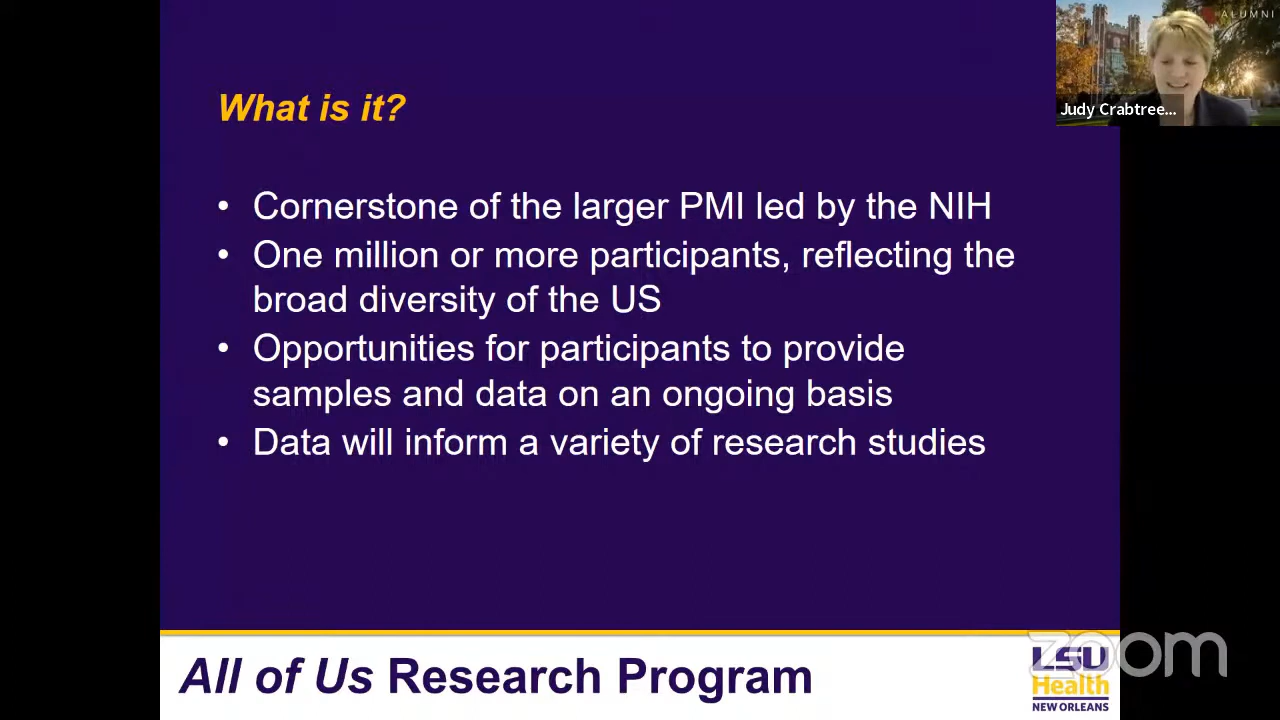 ALUMNI
Judy Crabtree...
What is it?
• Cornerstone of the larger PMI led by the NIH
• One million or more participants, reflecting the
broad diversity of the US
• Opportunities for participants to provide
samples and data on an ongoing basis
• Data will inform a variety of research studies
All of Us Research Program
LSU
Health
NEW ORLEANS
zoom